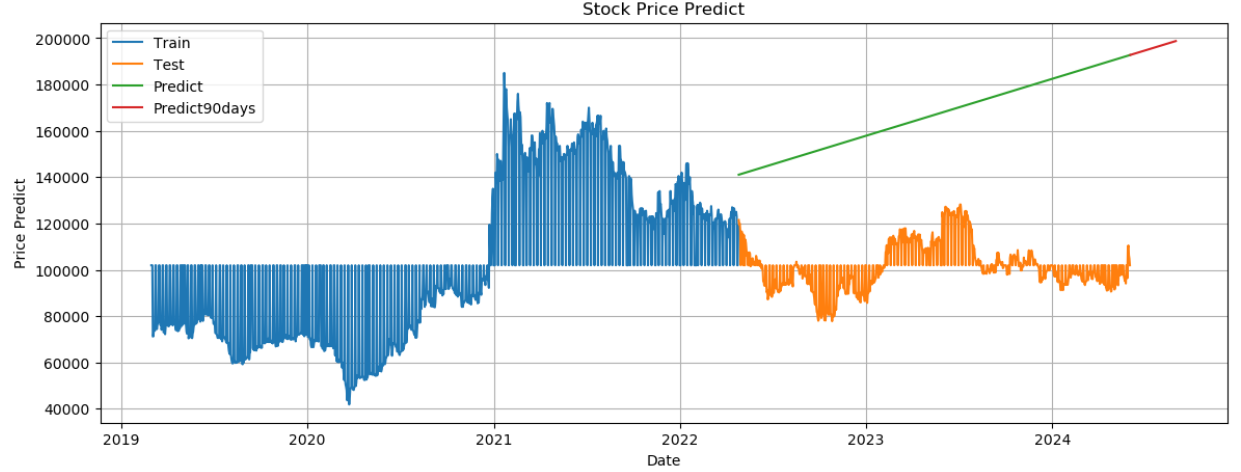 Stock Price Predict
Train
Test
Predict
Predict90days
Price Predict
200000
180000
160000
140000
120000
100000
80000
60000
40000
2019 2020 2021 2022 2023 2024
Date